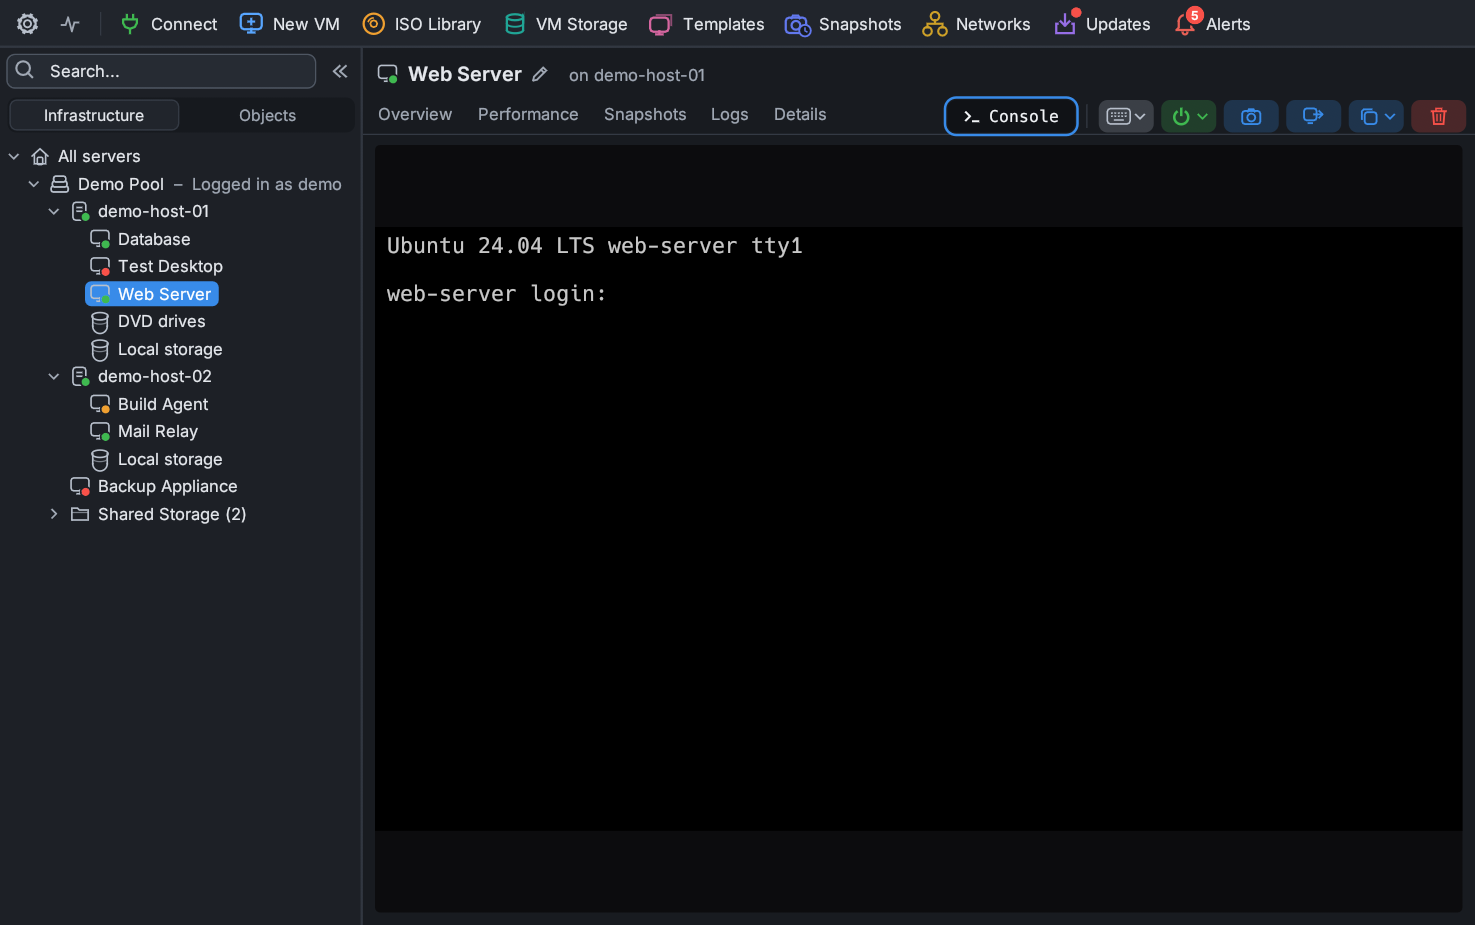 Connect New VM ISO Library VM Storage Templates Snapshots Networks Updates 5 Alerts
Search...
Infrastructure Objects
All servers
Demo Pool – Logged in as demo
demo-host-01
Database
Test Desktop
Web Server
DVD drives
Local storage
demo-host-02
Build Agent
Mail Relay
Local storage
Backup Appliance
Shared Storage (2)
Web Server on demo-host-01
Overview Performance Snapshots Logs Details >_ Console
Ubuntu 24.04 LTS web-server tty1
web-server login: